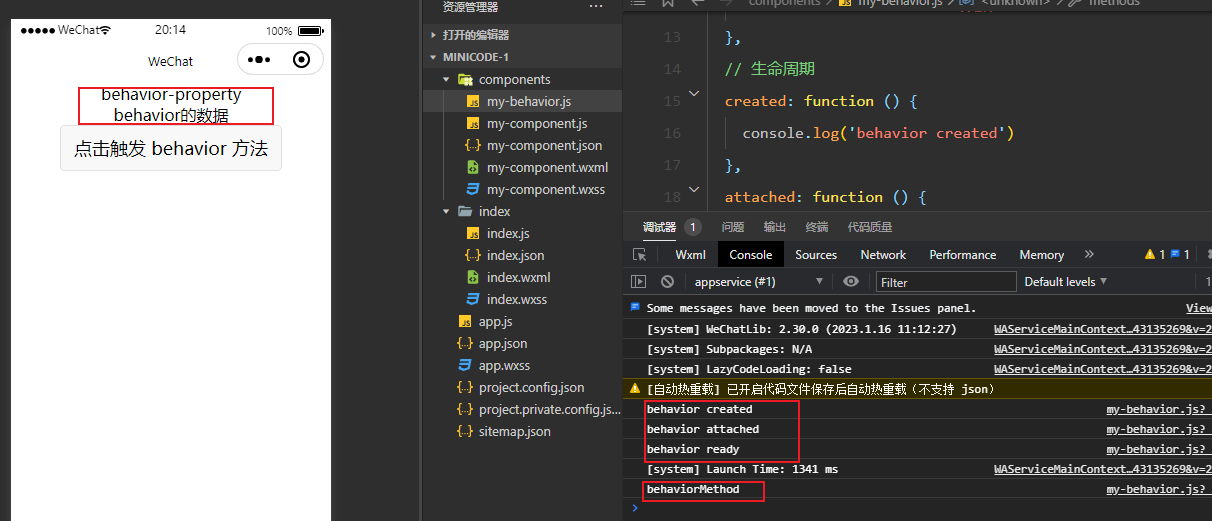 WeChat
20:14
100%
WeChat
behavior-property
behavior的数据
点击触发 behavior 方法
资源管理器
打开的编辑器
MINICODE-1
components
my-behavior.js
my-component.js
my-component.json
my-component.wxml
my-component.wxss
index
index.js
index.json
index.wxml
index.wxss
app.js
app.json
app.wxss
project.config.json
project.private.config.js...
sitemap.json
components
my-behavior.js
<unknown>
methods
13 },
14 // 生命周期
15 created: function () {
16 console.log('behavior created')
17 },
18 attached: function () {
调试器 1 问题 输出 终端 代码质量
Wxml Console Sources Network Performance Memory » 1 1
appservice (#1) Filter Default levels 1
Some messages have been moved to the Issues panel. View
[system] WeChatLib: 2.30.0 (2023.1.16 11:12:27) WAServiceMainContext…43135269&v=2
[system] Subpackages: N/A WAServiceMainContext…43135269&v=2
[system] LazyCodeLoading: false WAServiceMainContext…43135269&v=2
[自动热重载] 已开启代码文件保存后自动热重载（不支持 json）
behavior created my-behavior.js?
behavior attached my-behavior.js?
behavior ready my-behavior.js?
[system] Launch Time: 1341 ms WAServiceMainContext…43135269&v=2
behaviorMethod my-behavior.js?